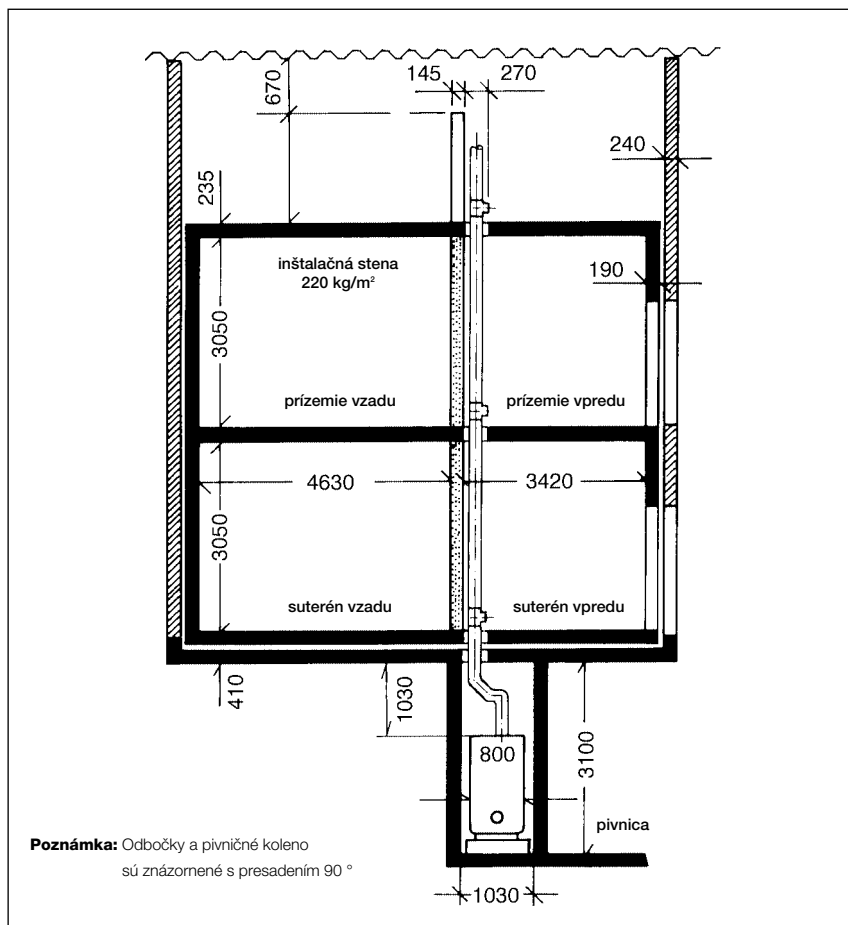 145
270
670
240
235
inštalačná stena
220 kg/m²
190
3050
prízemie vzadu
prízemie vpredu
4630
3420
3050
suterén vzadu
suterén vpredu
410
1030
800
3100
pivnica
Poznámka: Odbočky a pivničné koleno
sú znázornené s presadením 90 °
1030